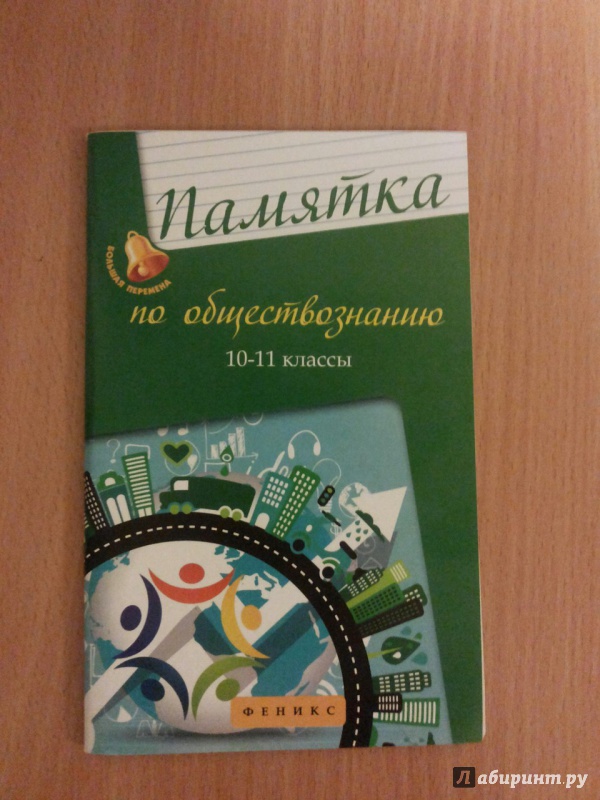 Памятка
БОЛЬШАЯ ПЕРЕМЕНА
по обществознанию
10-11 классы
ФЕНИКС
Лабиринт.ру